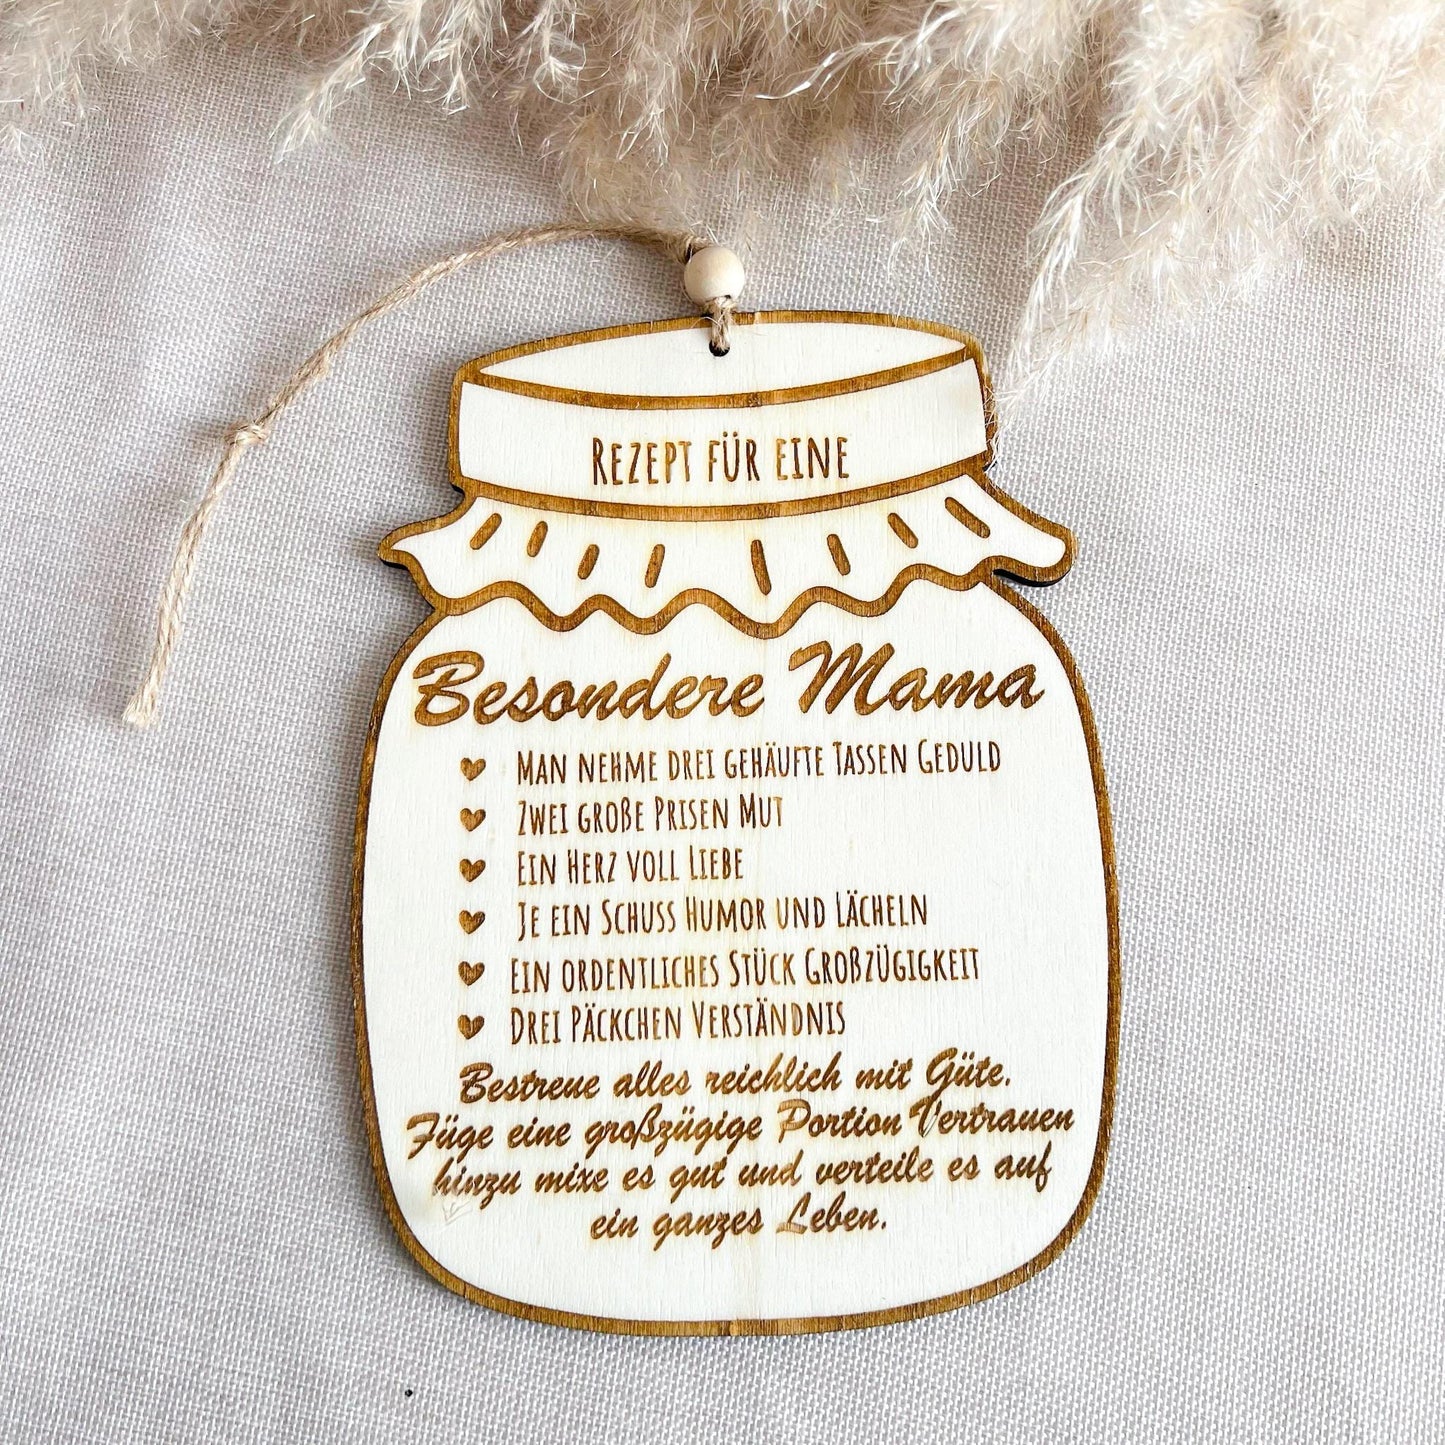 Rezept für eine
Besondere Mama
Man nehme drei gehäufte Tassen Geduld
Zwei große Prisen Mut
Ein Herz voll Liebe
Je ein Schuss Humor und Lächeln
Ein ordentliches Stück Großzügigkeit
Drei Päckchen Verständnis
Bestreue alles reichlich mit Güte.
Füge eine großzügige Portion Vertrauen
hinzu mixe es gut und verteile es auf
ein ganzes Leben.